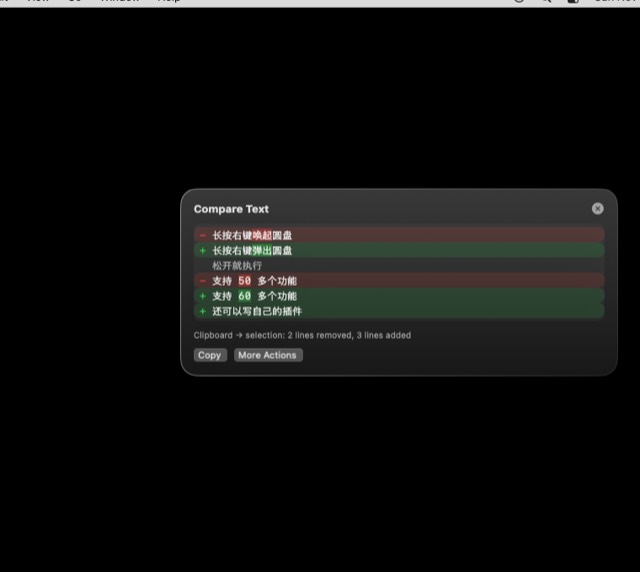 Compare Text
− 长按右键唤起圆盘
+ 长按右键弹出圆盘
松开就执行
− 支持 50 多个功能
+ 支持 60 多个功能
+ 还可以写自己的插件
Clipboard → selection: 2 lines removed, 3 lines added
Copy More Actions